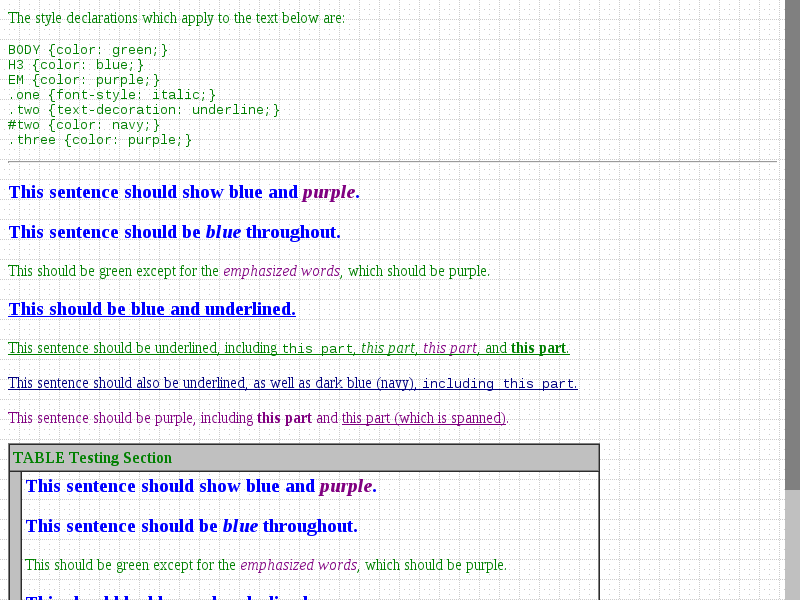 The style declarations which apply to the text below are:
BODY {color: green;}
H3 {color: blue;}
EM {color: purple;}
.one {font-style: italic;}
.two {text-decoration: underline;}
#two {color: navy;}
.three {color: purple;}
This sentence should show blue and purple.
This sentence should be blue throughout.
This should be green except for the emphasized words, which should be purple.
This should be blue and underlined.
This sentence should be underlined, including this part, this part, this part, and this part.
This sentence should also be underlined, as well as dark blue (navy), including this part.
This sentence should be purple, including this part and this part (which is spanned).
TABLE Testing Section
This sentence should show blue and purple.
This sentence should be blue throughout.
This should be green except for the emphasized words, which should be purple.
This should be blue and underlined.